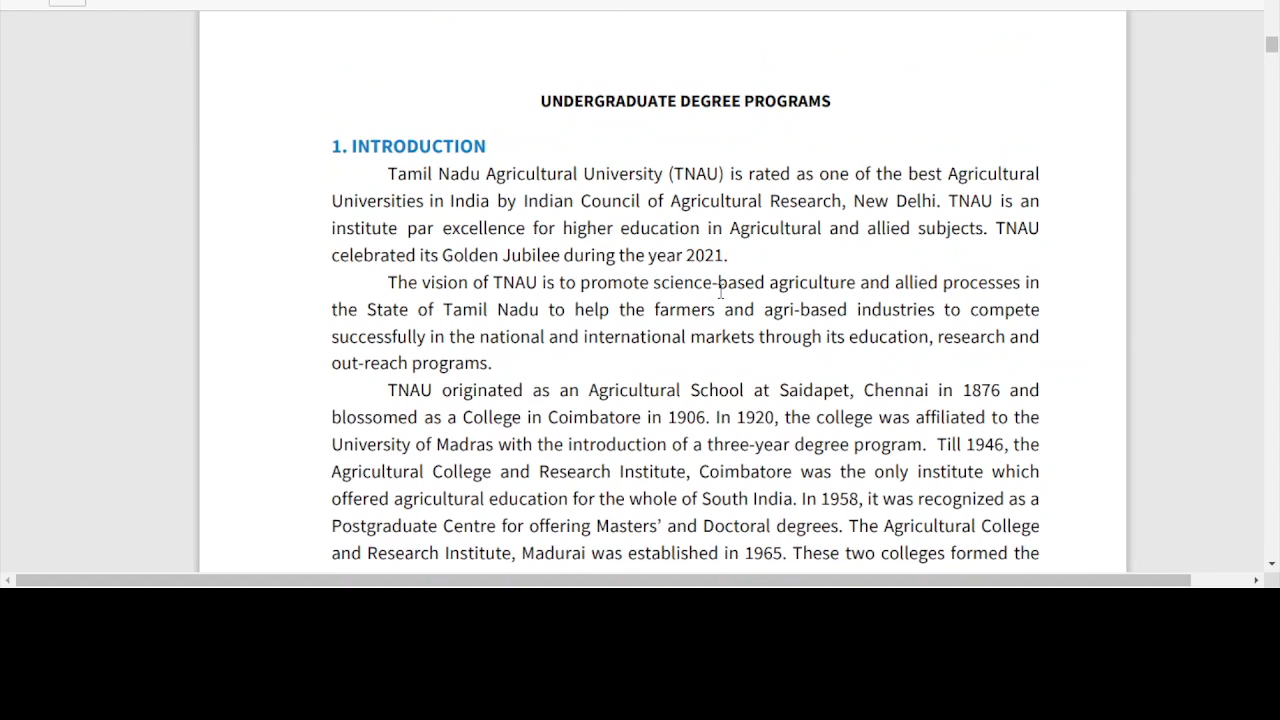 UNDERGRADUATE DEGREE PROGRAMS
1. INTRODUCTION
Tamil Nadu Agricultural University (TNAU) is rated as one of the best Agricultural
Universities in India by Indian Council of Agricultural Research, New Delhi. TNAU is an
institute par excellence for higher education in Agricultural and allied subjects. TNAU
celebrated its Golden Jubilee during the year 2021.
The vision of TNAU is to promote science-based agriculture and allied processes in
the State of Tamil Nadu to help the farmers and agri-based industries to compete
successfully in the national and international markets through its education, research and
out-reach programs.
TNAU originated as an Agricultural School at Saidapet, Chennai in 1876 and
blossomed as a College in Coimbatore in 1906. In 1920, the college was affiliated to the
University of Madras with the introduction of a three-year degree program. Till 1946, the
Agricultural College and Research Institute, Coimbatore was the only institute which
offered agricultural education for the whole of South India. In 1958, it was recognized as a
Postgraduate Centre for offering Masters’ and Doctoral degrees. The Agricultural College
and Research Institute, Madurai was established in 1965. These two colleges formed the